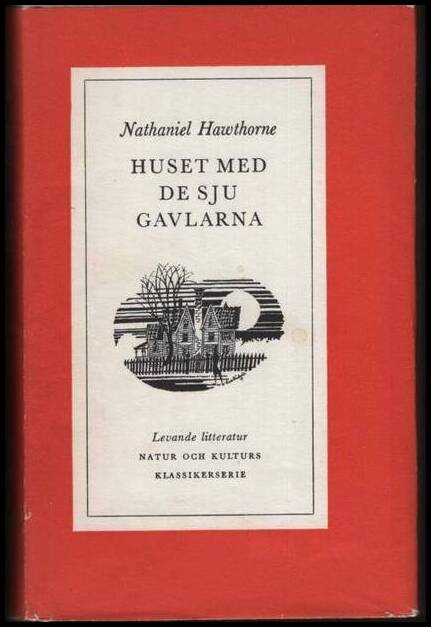 Nathaniel Hawthorne
HUSET MED
DE SJU
GAVLARNA
Levande litteratur
NATUR OCH KULTURS
KLASSIKERSERIE